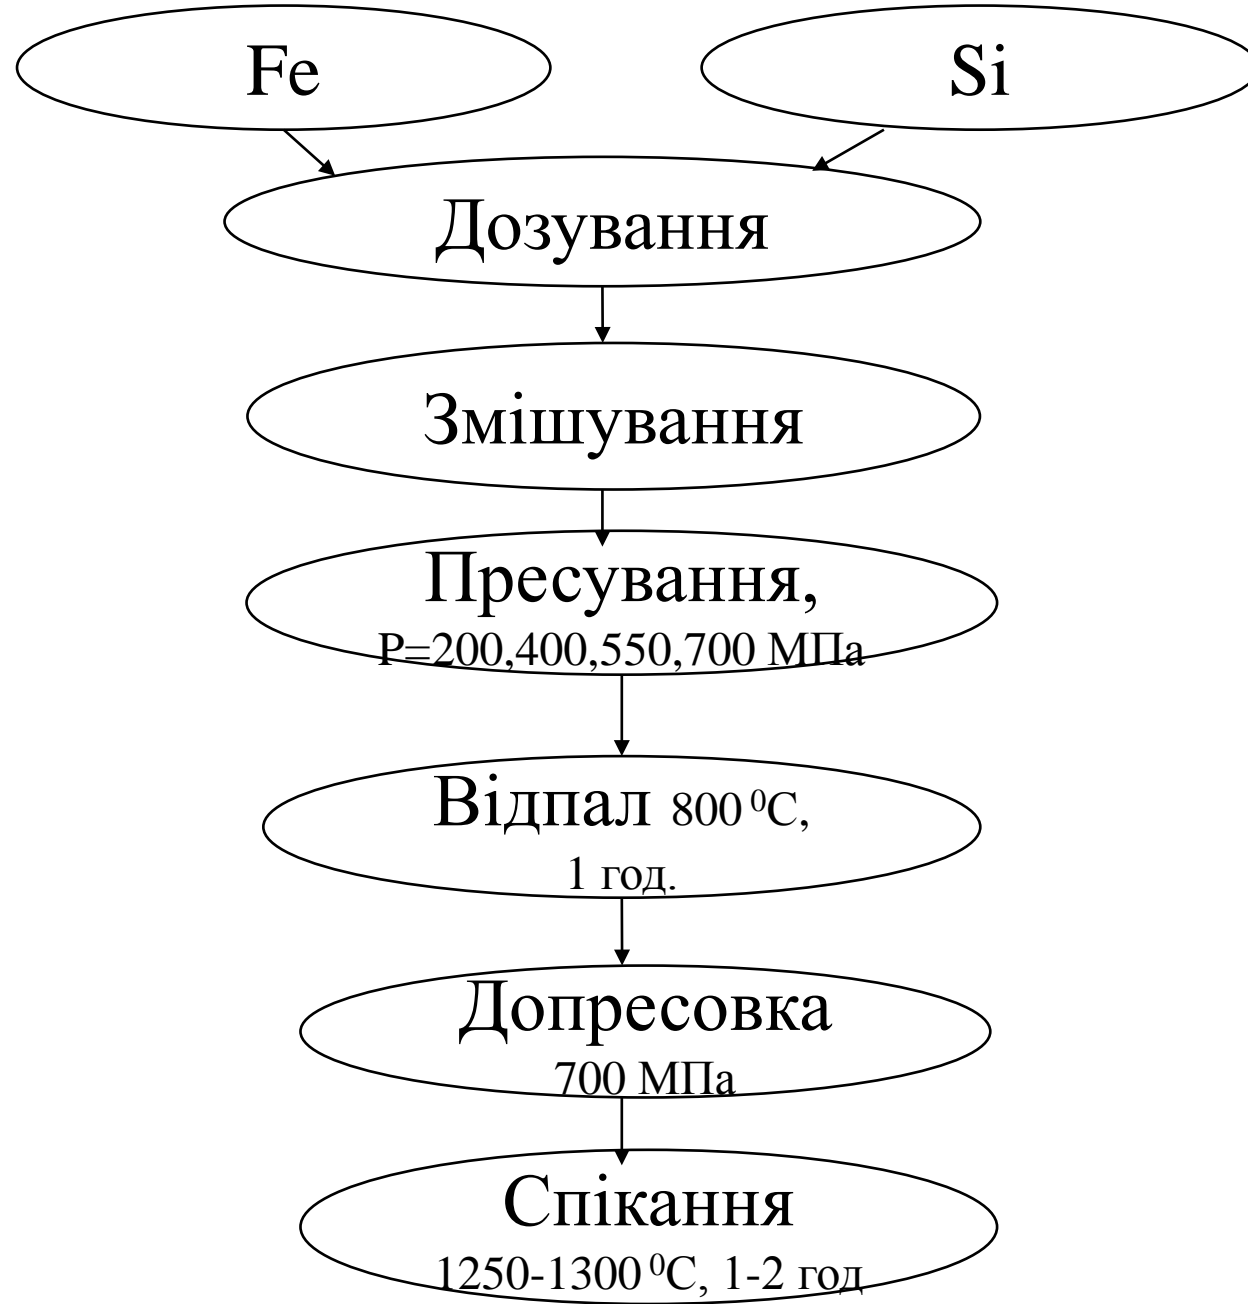 Fe
Si
Дозування
Змішування
Пресування,
P=200,400,550,700 МПа
Відпал 800 ⁰С,
1 год.
Допресовка
700 МПа
Спікання
1250-1300 ⁰С, 1-2 год